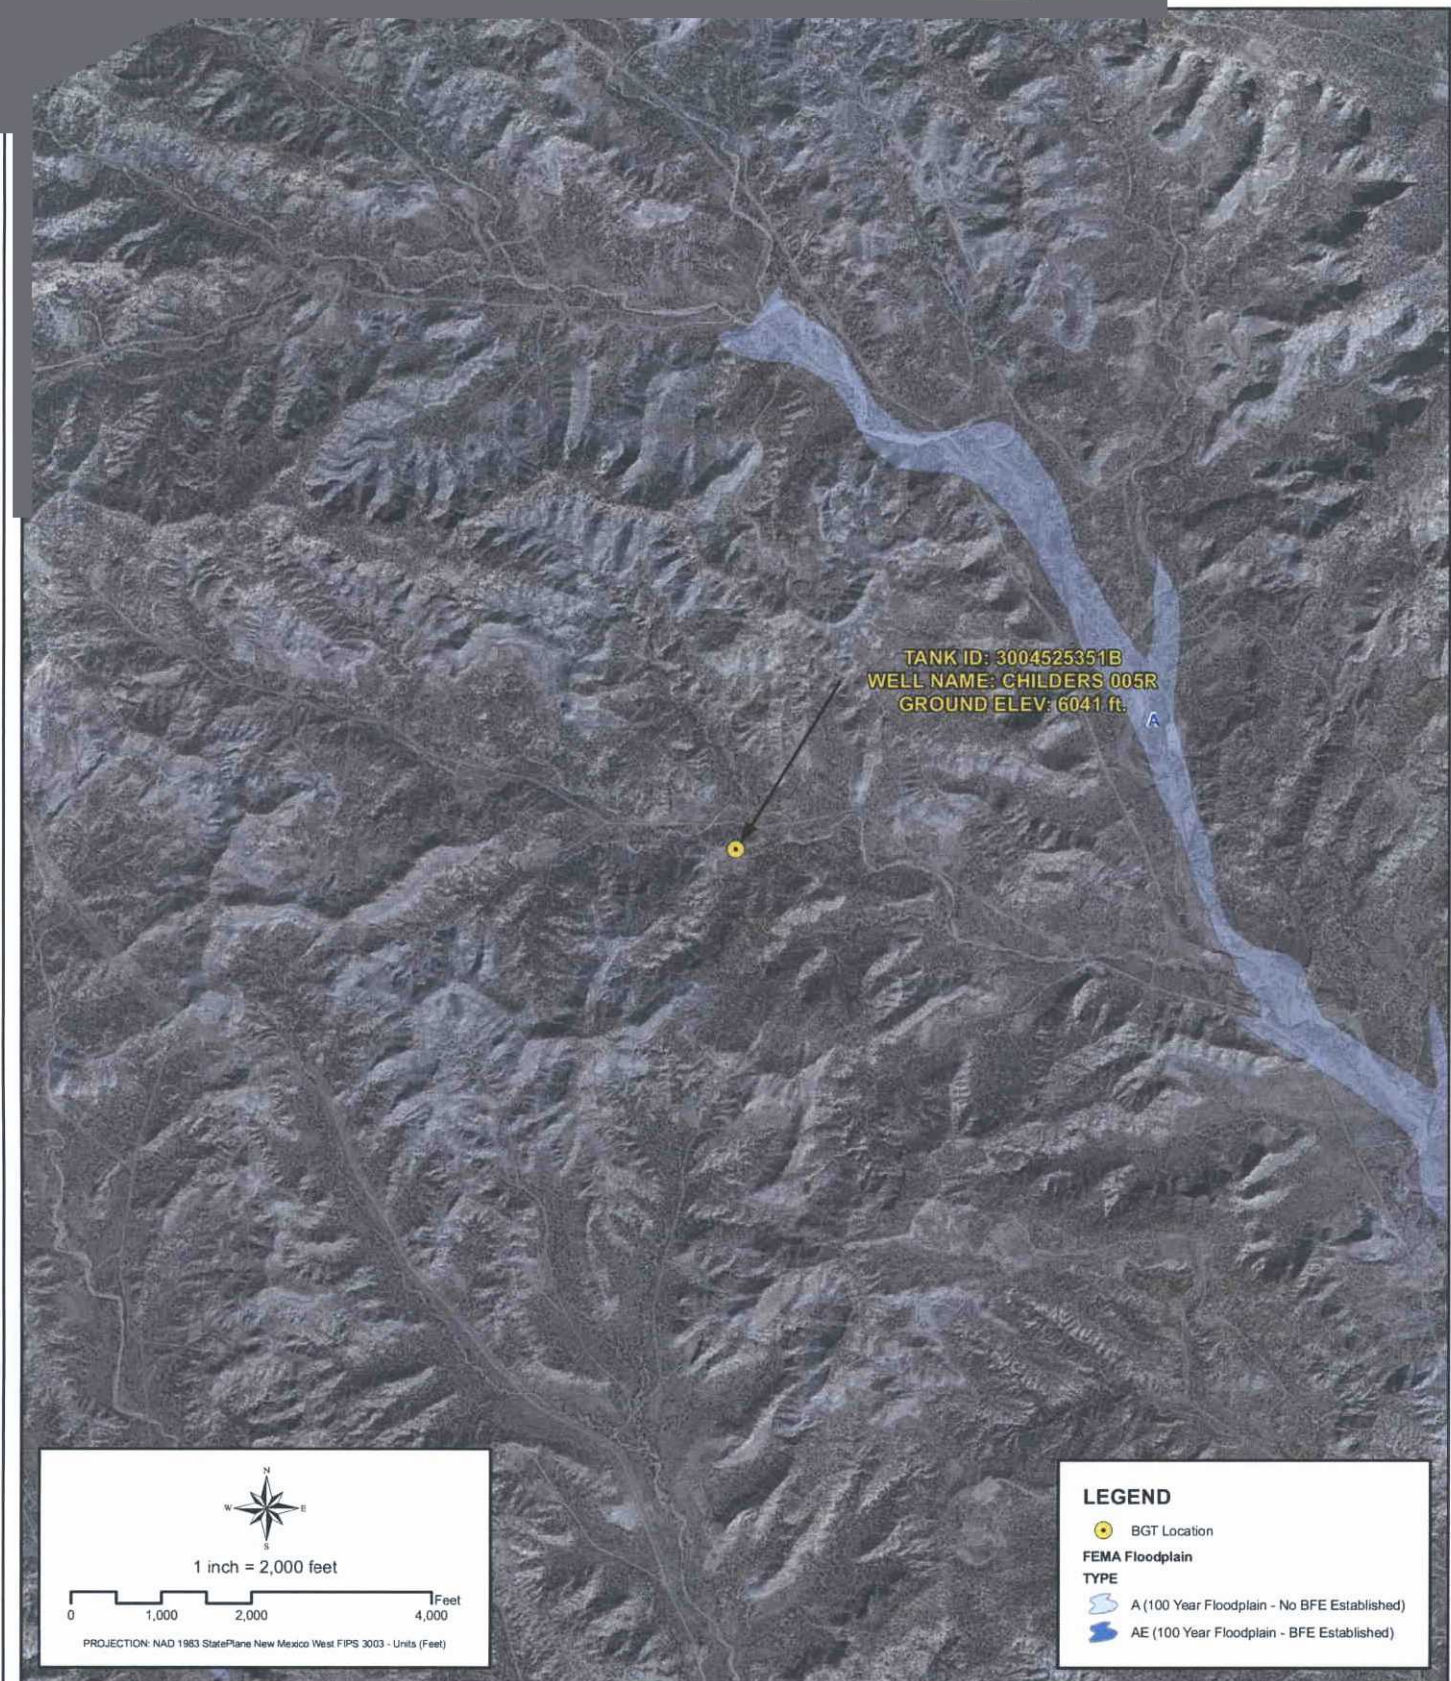 TANK ID: 3004525351B
WELL NAME: CHILDERS 005R
GROUND ELEV: 6041 ft.
A
N
W E
S
1 inch = 2,000 feet
Feet
0 1,000 2,000 4,000
PROJECTION: NAD 1983 StatePlane New Mexico West FIPS 3003 - Units (Feet)
LEGEND
BGT Location
FEMA Floodplain
TYPE
A (100 Year Floodplain - No BFE Established)
AE (100 Year Floodplain - BFE Established)